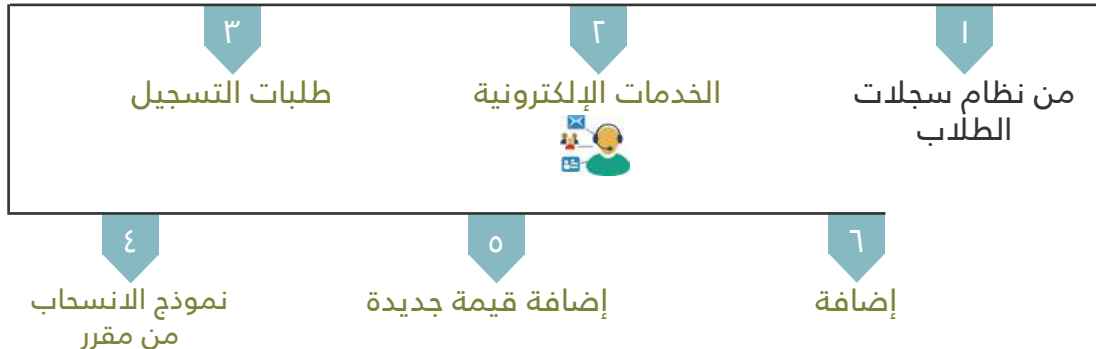 ١
من نظام سجلات
الطلاب
٢
الخدمات الإلكترونية
٣
طلبات التسجيل
٤
نموذج الانسحاب
من مقرر
٥
إضافة قيمة جديدة
٦
إضافة